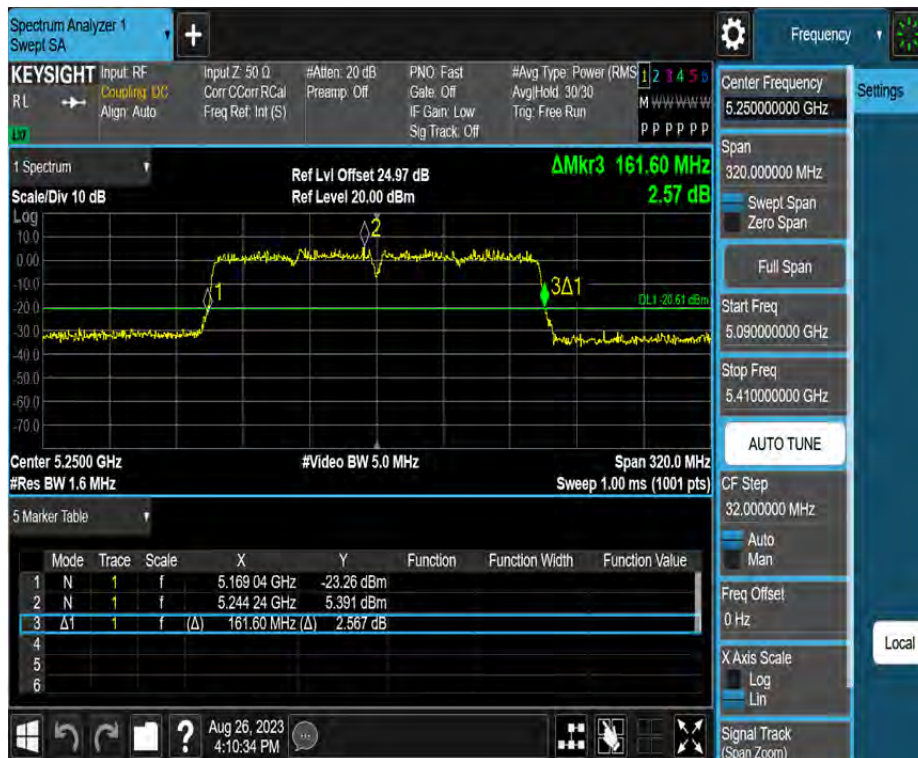 Spectrum Analyzer 1
Swept SA
+
Frequency
KEYSIGHT Input: RF Input Z: 50 Ω #Atten: 20 dB PNO: Fast #Avg Type: Power (RMS 1 2 3 4 5 6
RL Coupling: DC Corr CCorr RCal Preamp: Off Gate: Off Avg|Hold: 30/30 M W W W W W
Align: Auto Freq Ref: Int (S) IF Gain: Low Trig: Free Run
Sig Track: Off P P P P P P
LXI
Center Frequency
5.250000000 GHz
Settings
Span
320.000000 MHz
Swept Span
Zero Span
Full Span
Start Freq
5.090000000 GHz
Stop Freq
5.410000000 GHz
AUTO TUNE
CF Step
32.000000 MHz
Auto
Man
Freq Offset
0 Hz
X Axis Scale
Log
Lin
Signal Track
(Span Zoom)
Local
1 Spectrum
Ref Lvl Offset 24.97 dB
ΔMkr3 161.60 MHz
Scale/Div 10 dB Ref Level 20.00 dBm 2.57 dB
Log
10.0
0.00
-10.0
-20.0
-30.0
-40.0
-50.0
-60.0
-70.0
2
1
3Δ1
DL1 -20.61 dBm
Center 5.2500 GHz #Video BW 5.0 MHz Span 320.0 MHz
#Res BW 1.6 MHz Sweep 1.00 ms (1001 pts)
5 Marker Table
Mode Trace Scale X Y Function Function Width Function Value
1 N 1 f 5.169 04 GHz -23.26 dBm
2 N 1 f 5.244 24 GHz 5.391 dBm
3 Δ1 1 f (Δ) 161.60 MHz (Δ) 2.567 dB
4
5
6
?
Aug 26, 2023
4:10:34 PM